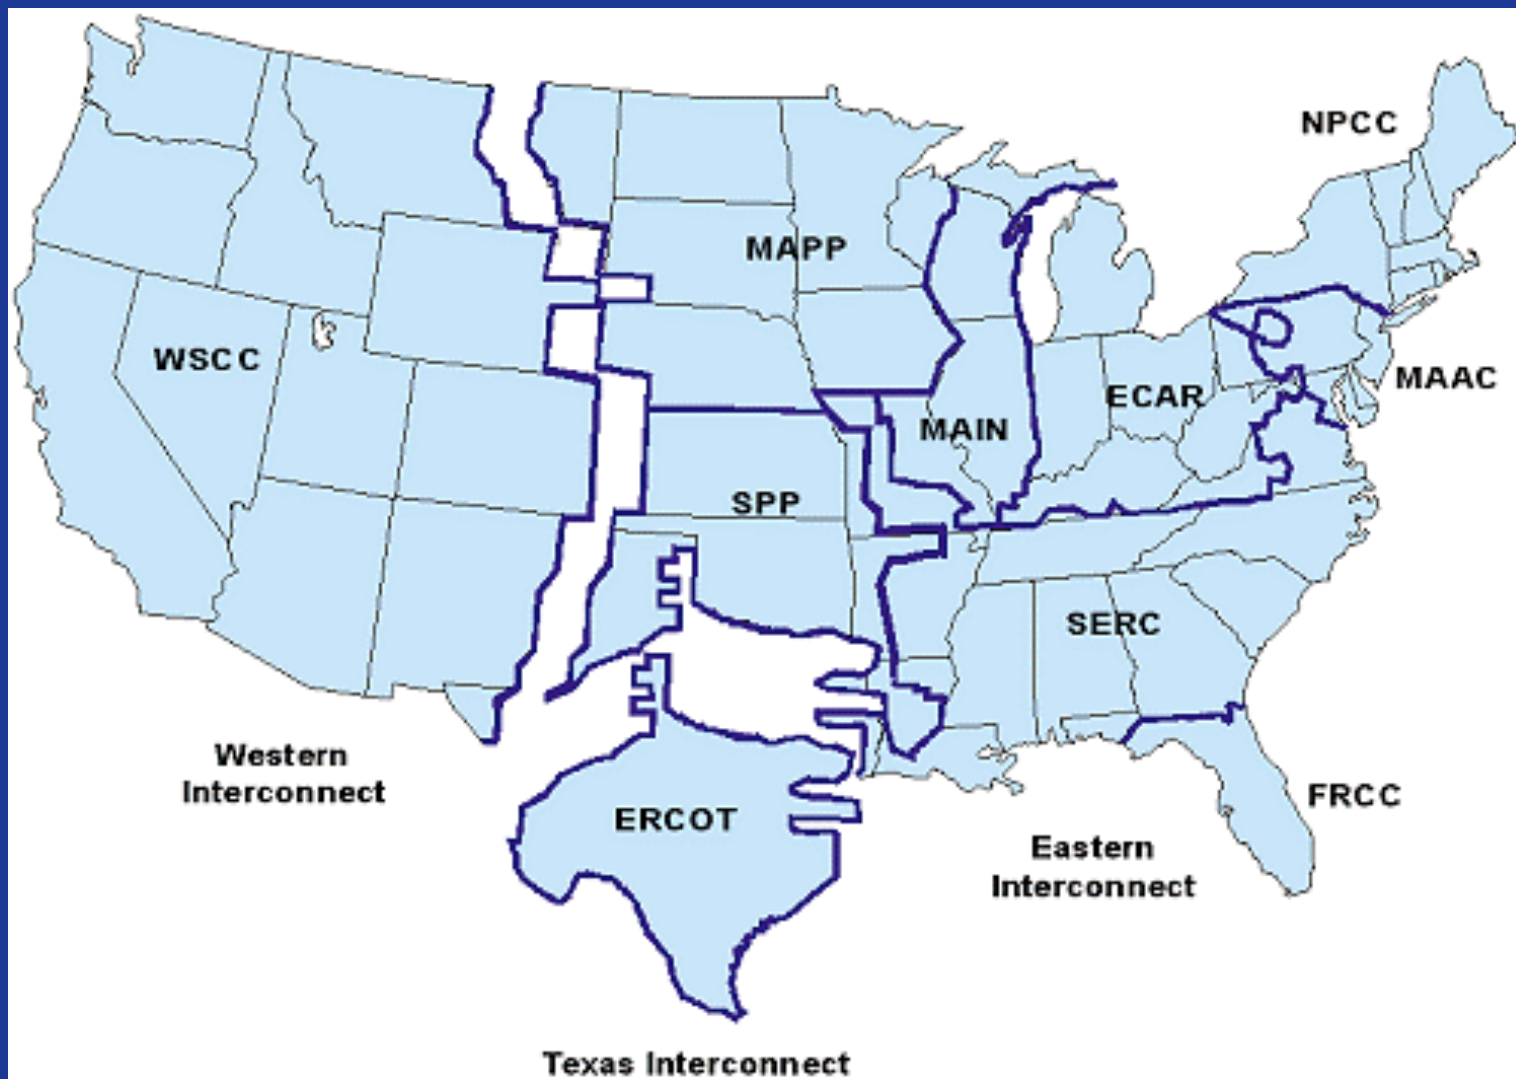 NPCC
MAPP
WSCC
MAAC
ECAR
MAIN
SPP
SERC
Western
Interconnect
FRCC
ERCOT
Eastern
Interconnect
Texas Interconnect